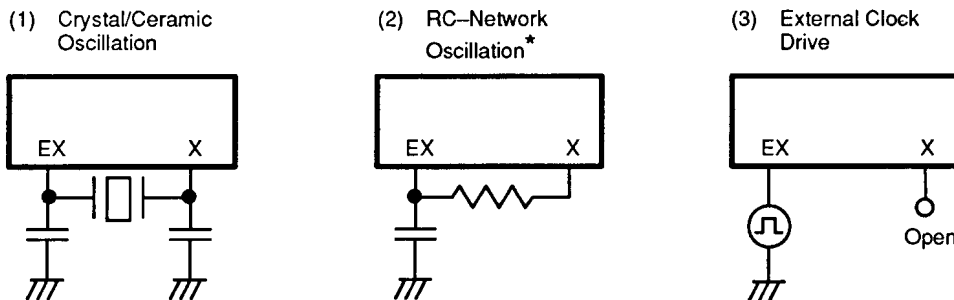 (1) Crystal/Ceramic
Oscillation
(2) RC–Network
Oscillation*
(3) External Clock
Drive
EX X
EX X
EX X
Open